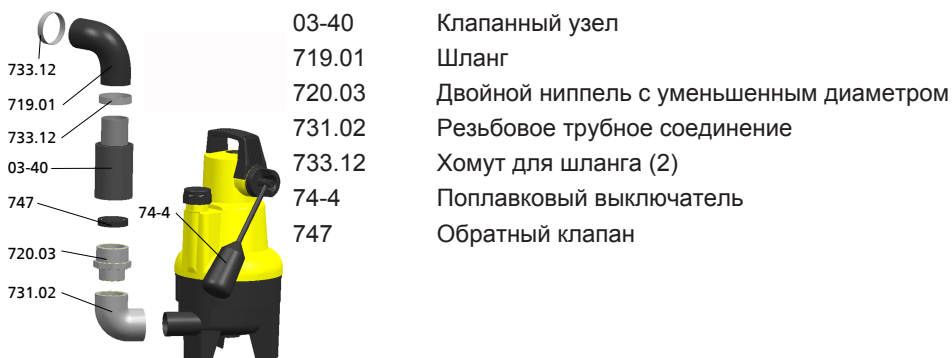 733.12
719.01
733.12
03-40
747
74-4
720.03
731.02
03-40 Клапанный узел
719.01 Шланг
720.03 Двойной ниппель с уменьшенным диаметром
731.02 Резьбовое трубное соединение
733.12 Хомут для шланга (2)
74-4 Поплавковый выключатель
747 Обратный клапан